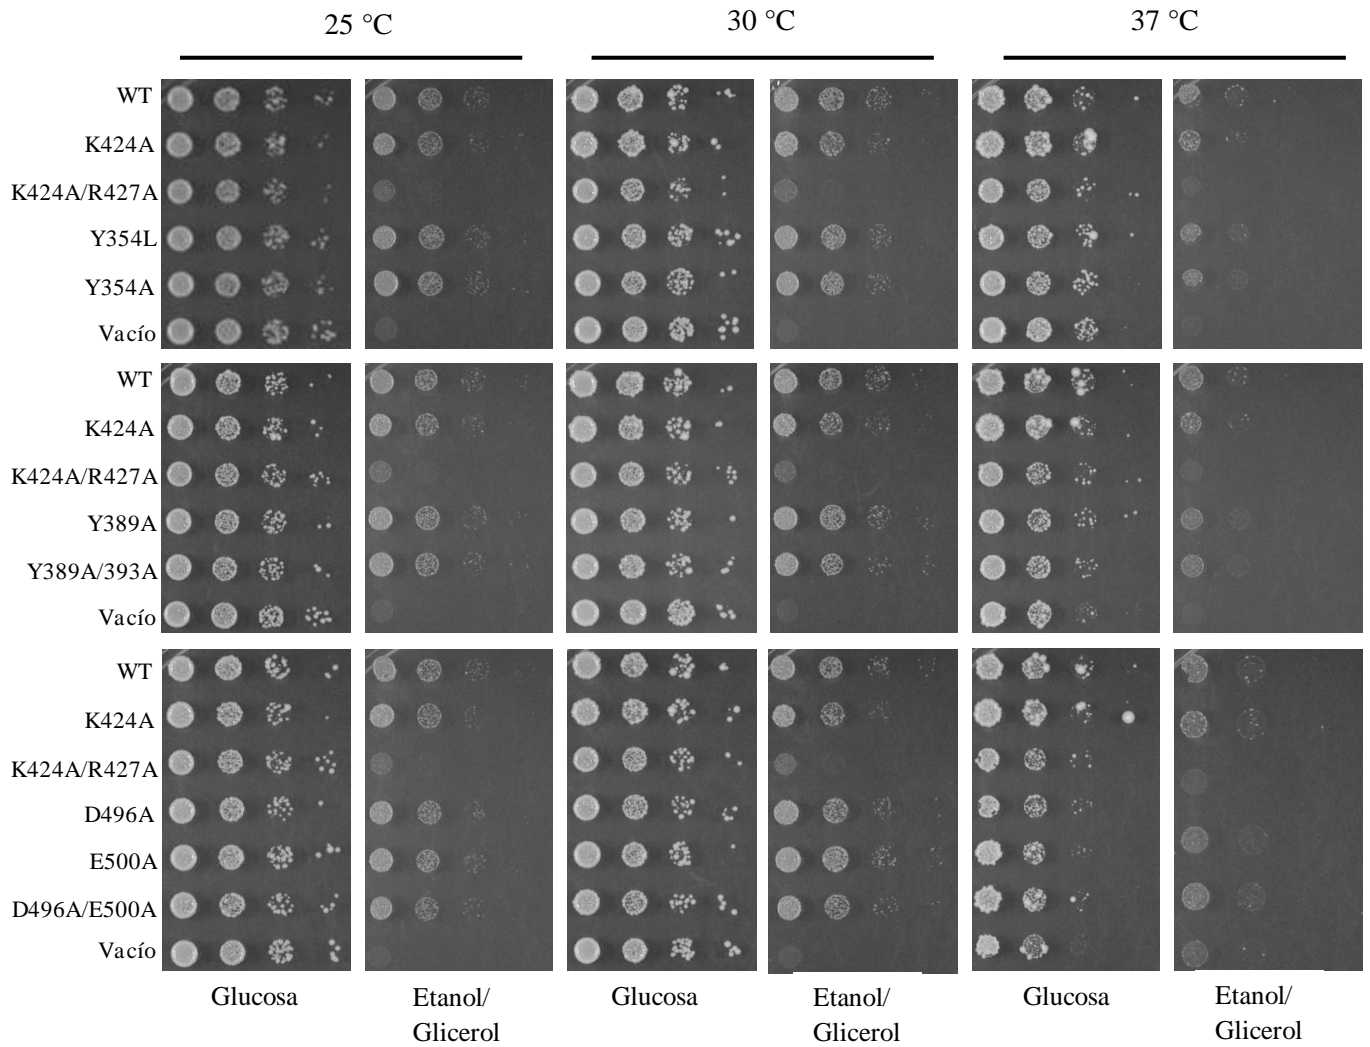 25 °C
30 °C
37 °C
WT
K424A
K424A/R427A
Y354L
Y354A
Vacío
WT
K424A
K424A/R427A
Y389A
Y389A/393A
Vacío
WT
K424A
K424A/R427A
D496A
E500A
D496A/E500A
Vacío
Glucosa
Etanol/
Glicerol
Glucosa
Etanol/
Glicerol
Glucosa
Etanol/
Glicerol